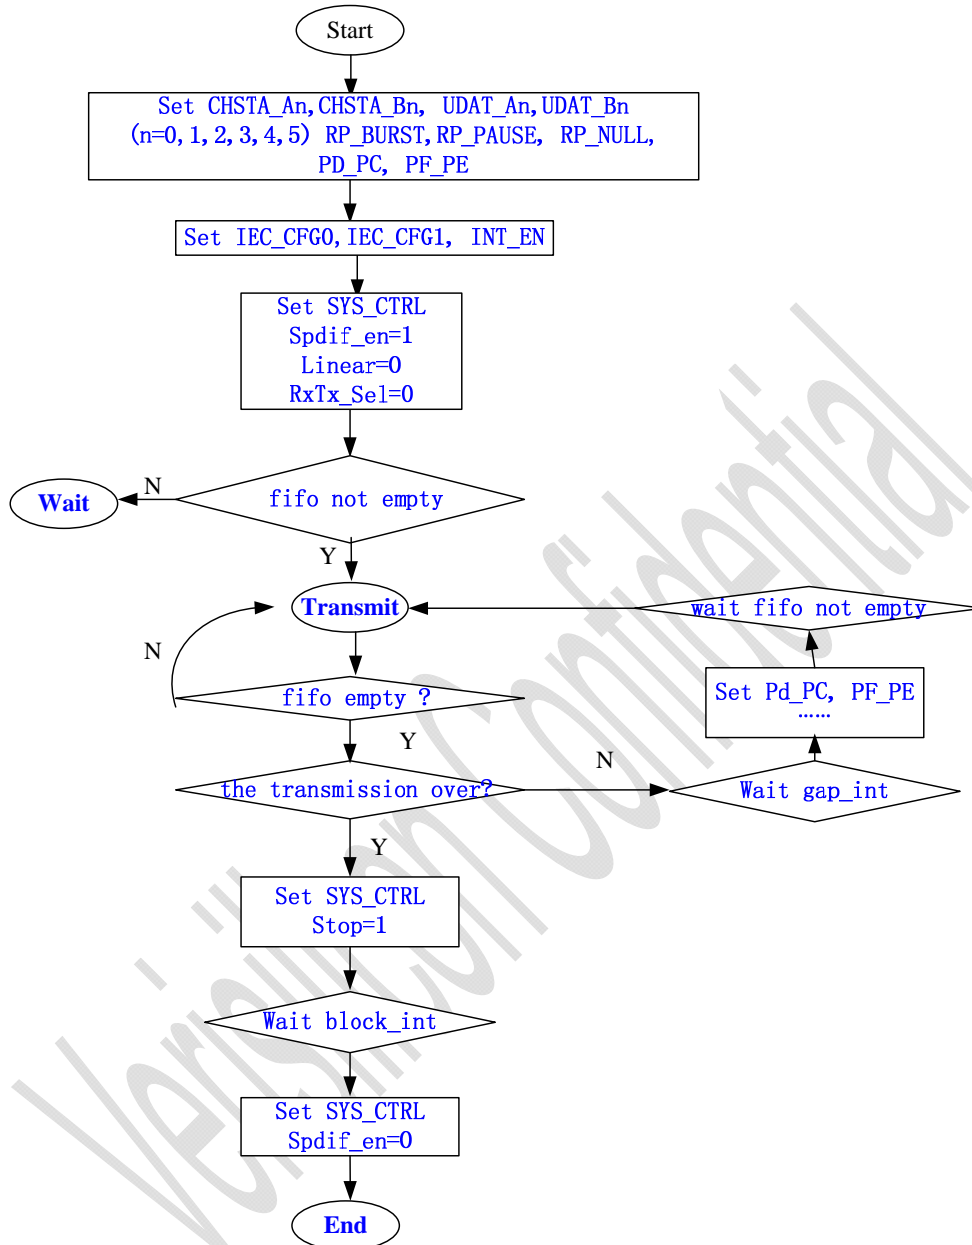 Start
Set CHSTA_An,CHSTA_Bn, UDAT_An,UDAT_Bn
(n=0,1,2,3,4,5) RP_BURST,RP_PAUSE, RP_NULL,
PD_PC, PF_PE
Set IEC_CFG0,IEC_CFG1, INT_EN
Set SYS_CTRL
Spdif_en=1
Linear=0
RxTx_Sel=0
fifo not empty
N
Wait
Y
Transmit
wait fifo not empty
N
fifo empty ?
Set Pd_PC, PF_PE
......
Y
the transmission over?
N
Wait gap_int
Y
Set SYS_CTRL
Stop=1
Wait block_int
Set SYS_CTRL
Spdif_en=0
End
Verisilicon Confidential